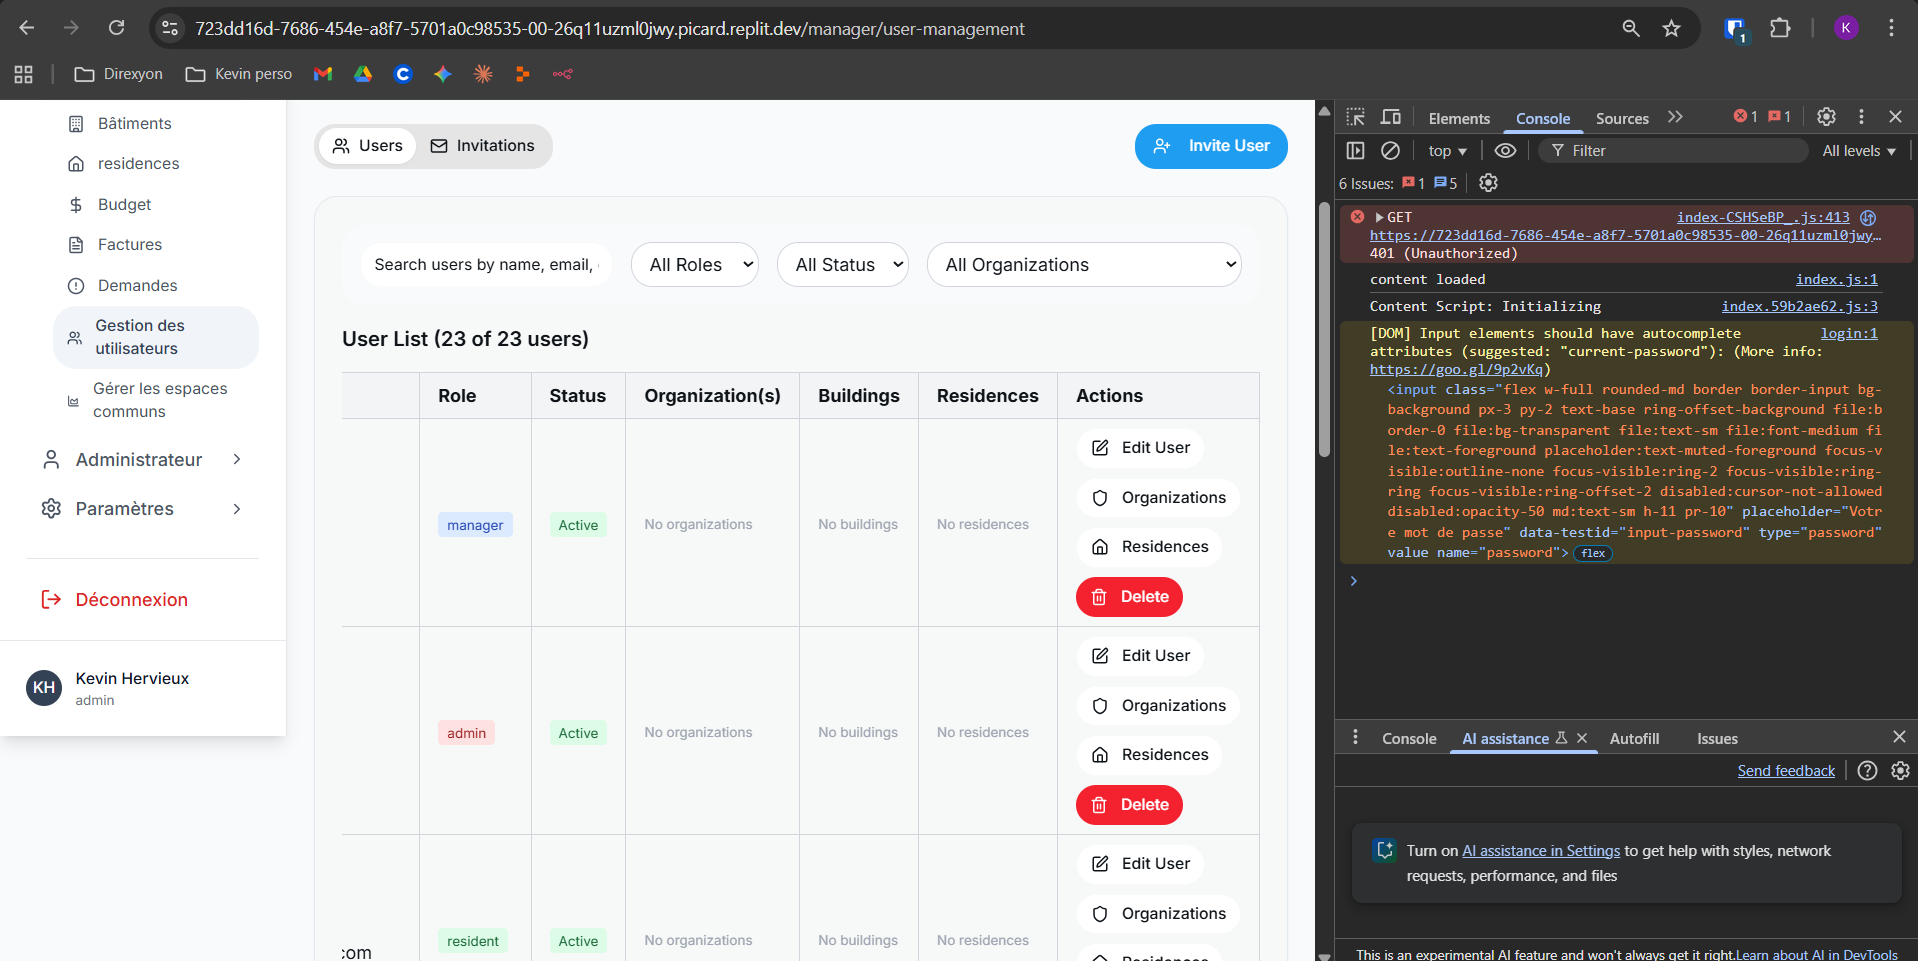 723dd16d-7686-454e-a8f7-5701a0c98535-00-26q11uzml0jwy.picard.replit.dev/manager/user-management
1
K
Direxyon
Kevin perso
Bâtiments
residences
Budget
Factures
Demandes
Gestion des
utilisateurs
Gérer les espaces
communs
Administrateur
Paramètres
Déconnexion
KH
Kevin Hervieux
admin
Users
Invitations
Invite User
Search users by name, email,
All Roles
All Status
All Organizations
User List (23 of 23 users)
Role Status Organization(s) Buildings Residences Actions
manager Active No organizations No buildings No residences
Edit User
Organizations
Residences
Delete
admin Active No organizations No buildings No residences
Edit User
Organizations
Residences
Delete
com
resident Active No organizations No buildings No residences
Edit User
Organizations
Residences
Elements Console Sources
1 1
top
Filter
All levels
6 Issues: 1 5
GET index-CSHSeBP_.js:413
https://723dd16d-7686-454e-a8f7-5701a0c98535-00-26q11uzml0jwy…
401 (Unauthorized)
content loaded index.js:1
Content Script: Initializing index.59b2ae62.js:3
[DOM] Input elements should have autocomplete login:1
attributes (suggested: "current-password"): (More info:
https://goo.gl/9p2vKq)
<input class="flex w-full rounded-md border border-input bg-
background px-3 py-2 text-base ring-offset-background file:b
order-0 file:bg-transparent file:text-sm file:font-medium fi
le:text-foreground placeholder:text-muted-foreground focus-v
isible:outline-none focus-visible:ring-2 focus-visible:ring-
ring focus-visible:ring-offset-2 disabled:cursor-not-allowed
disabled:opacity-50 md:text-sm h-11 pr-10" placeholder="Votr
e mot de passe" data-testid="input-password" type="password"
value name="password"> flex
Console AI assistance Autofill Issues
Send feedback
Turn on AI assistance in Settings to get help with styles, network
requests, performance, and files
This is an experimental AI feature and won't always get it right. Learn about AI in DevTools